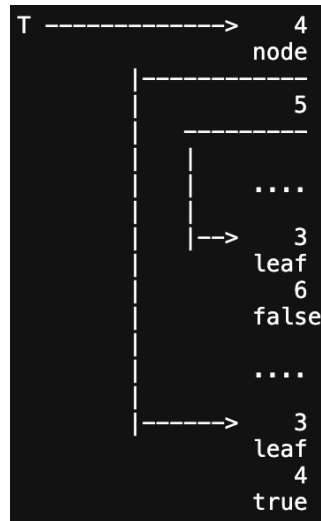 T -------------> 4
node
|------------
| 5
| ---------
| |
| | ....
| |
| |--> 3
| leaf
| 6
| false
|
| ....
|
|------> 3
leaf
4
true